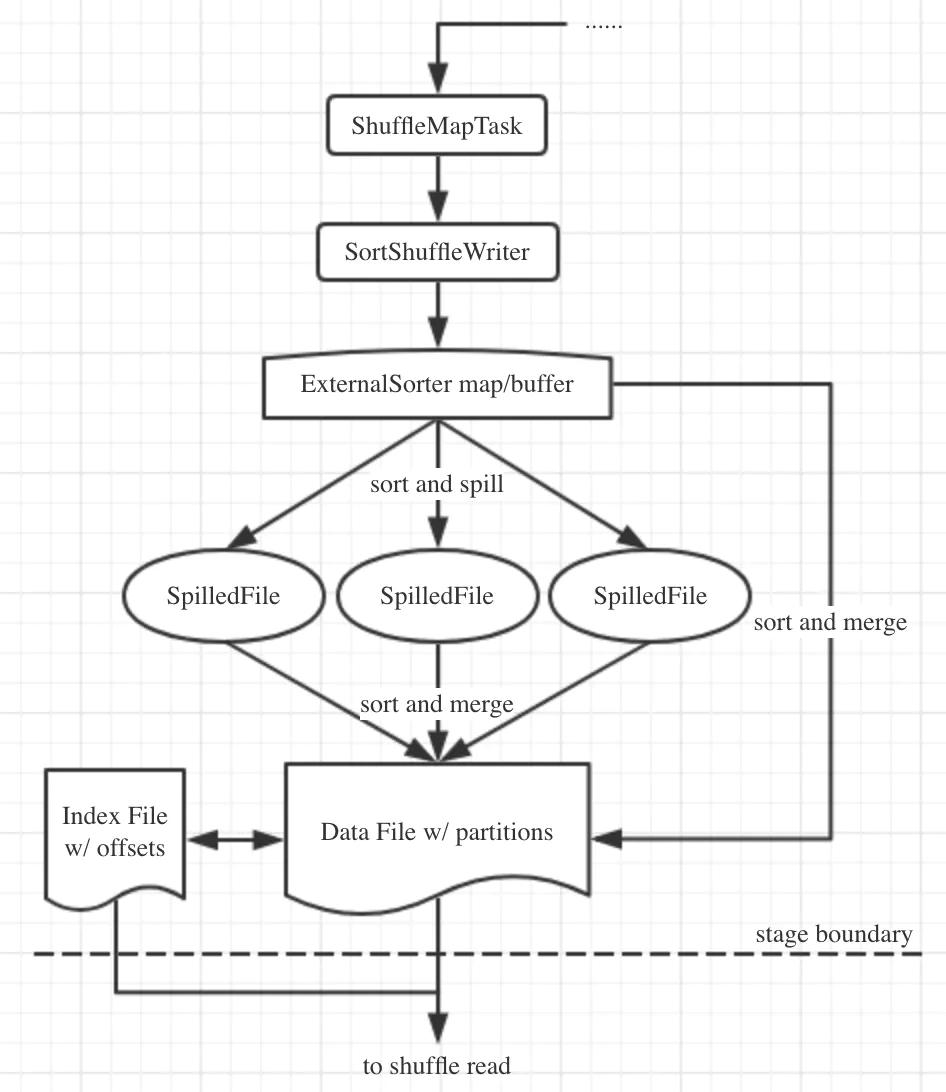 ......
ShuffleMapTask
SortShuffleWriter
ExternalSorter map/buffer
sort and spill
SpilledFile
SpilledFile
SpilledFile
sort and merge
sort and merge
Index File
w/ offsets
Data File w/ partitions
stage boundary
to shuffle read